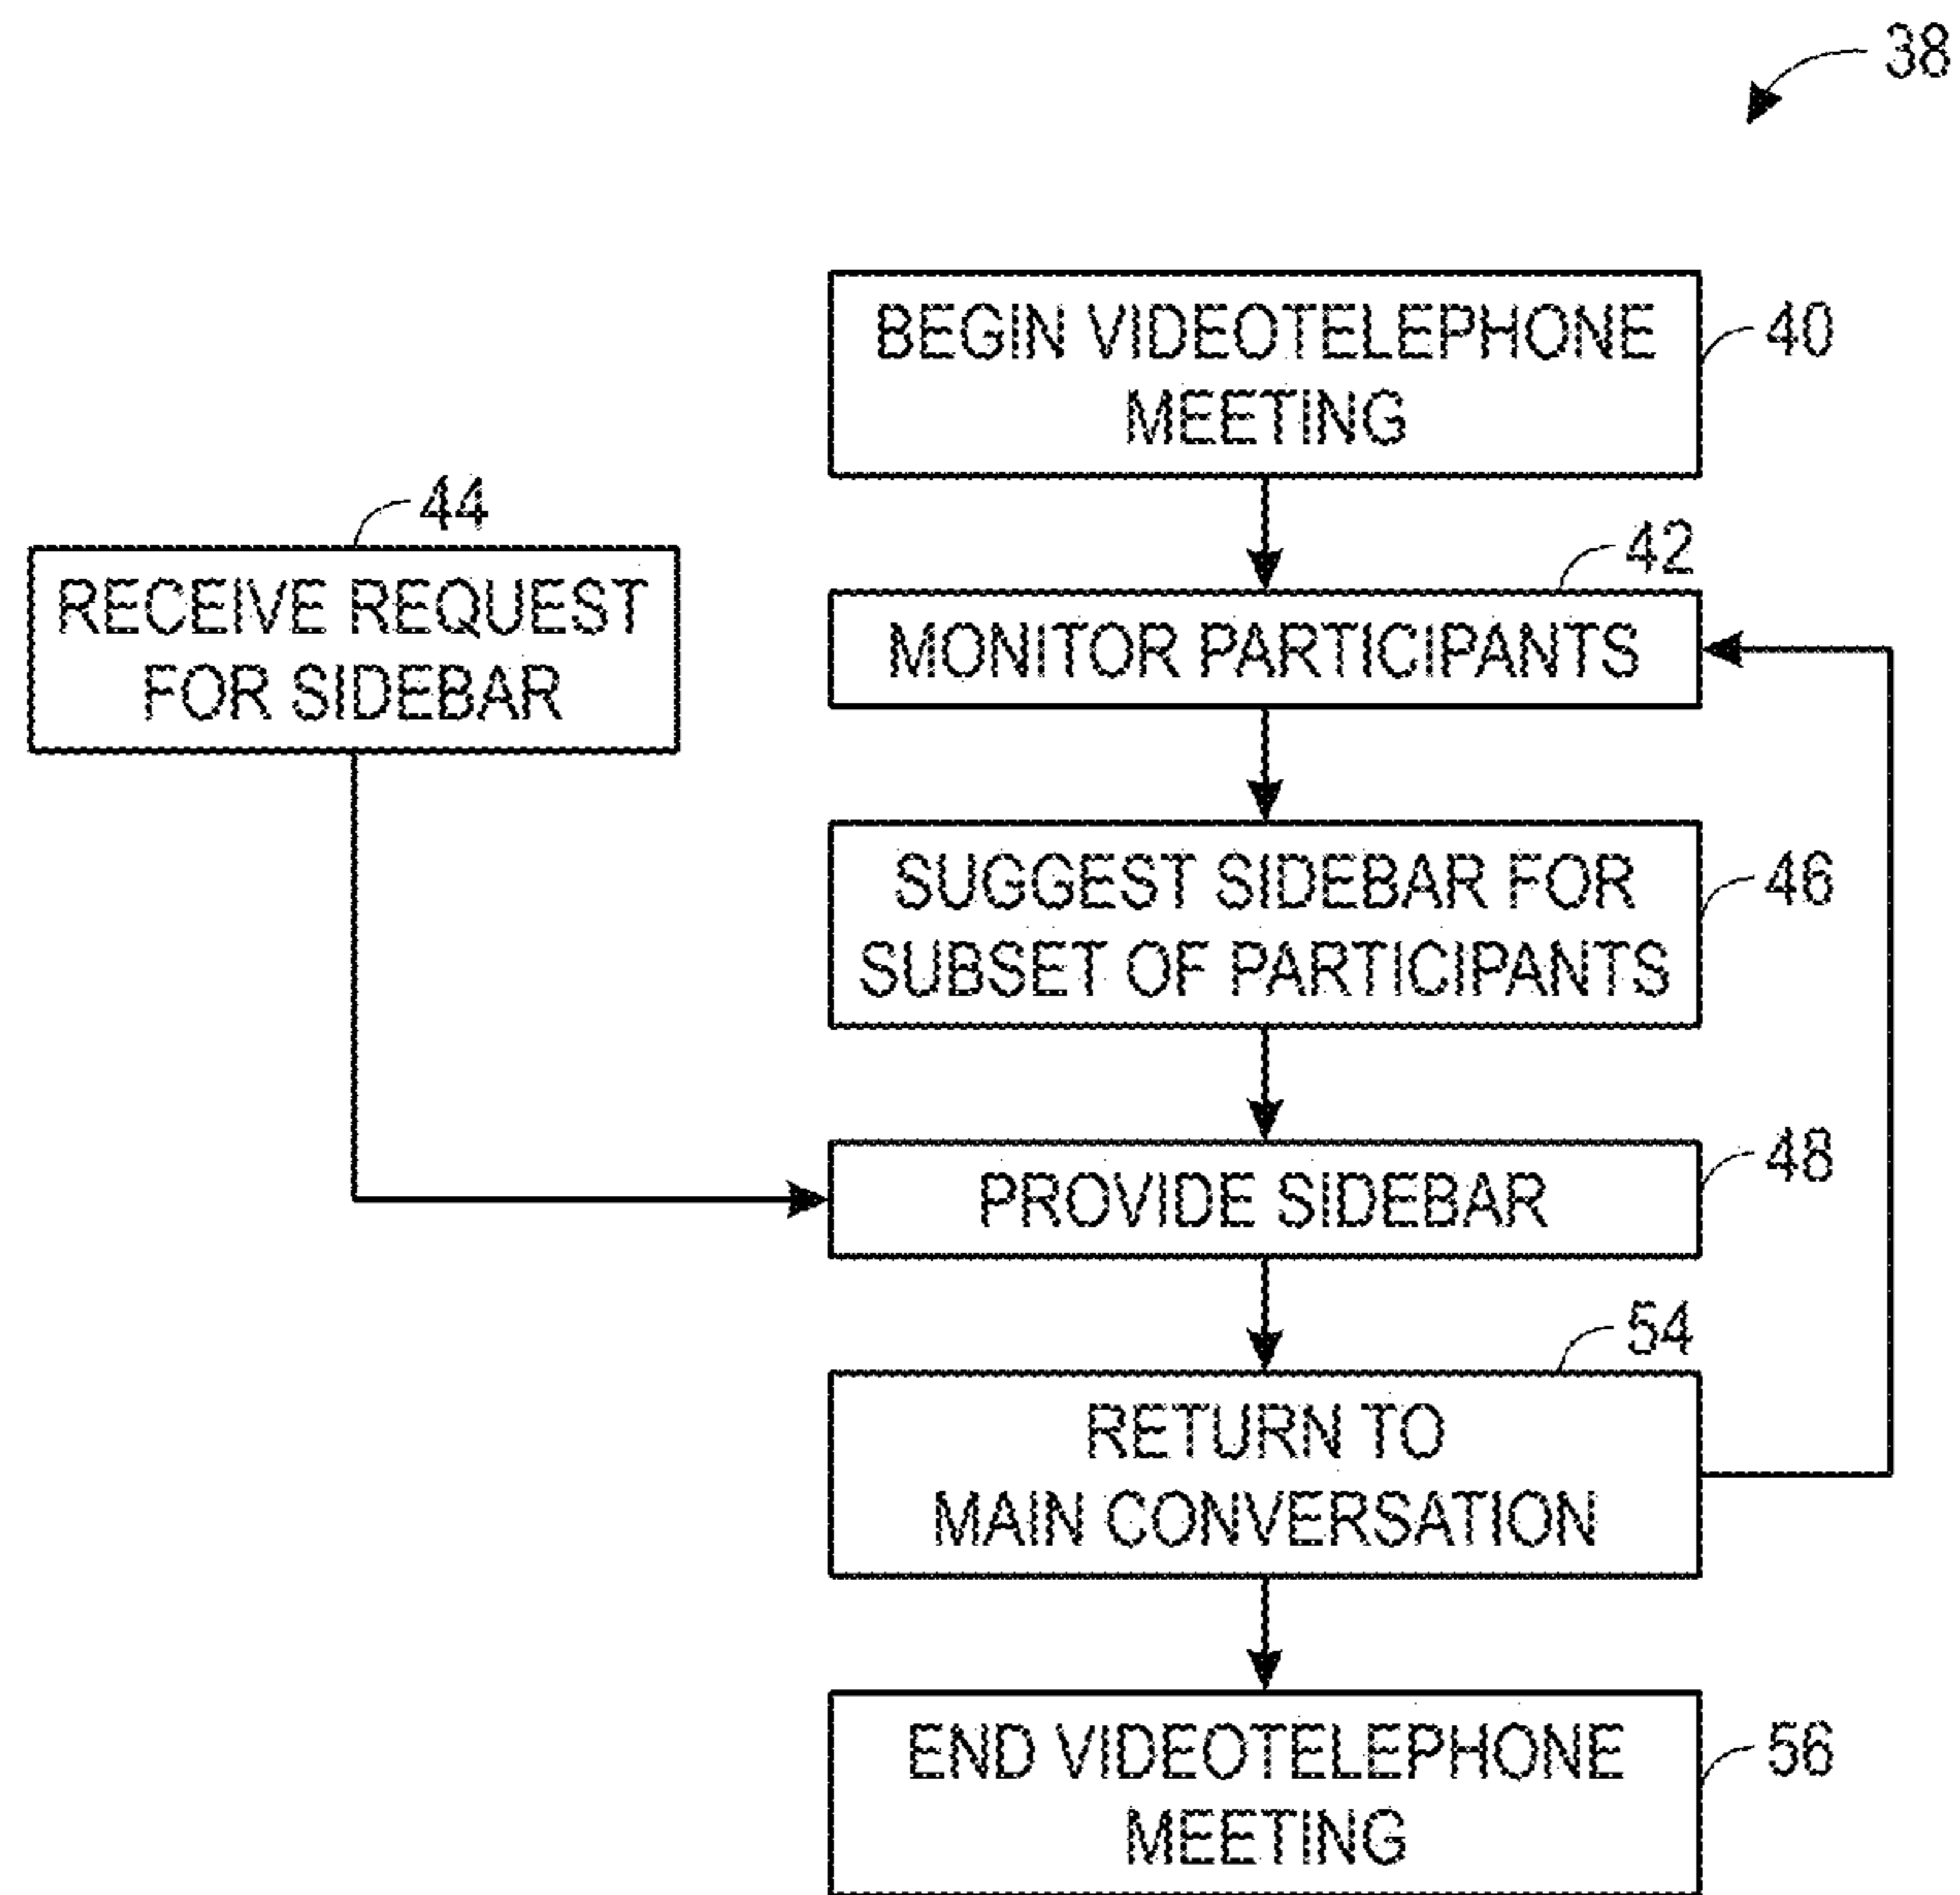 38
BEGIN VIDEOTELEPHONE
MEETING
40
44
RECEIVE REQUEST
FOR SIDEBAR
42
MONITOR PARTICIPANTS
SUGGEST SIDEBAR FOR
SUBSET OF PARTICIPANTS
46
PROVIDE SIDEBAR
48
54
RETURN TO
MAIN CONVERSATION
END VIDEOTELEPHONE
MEETING
56